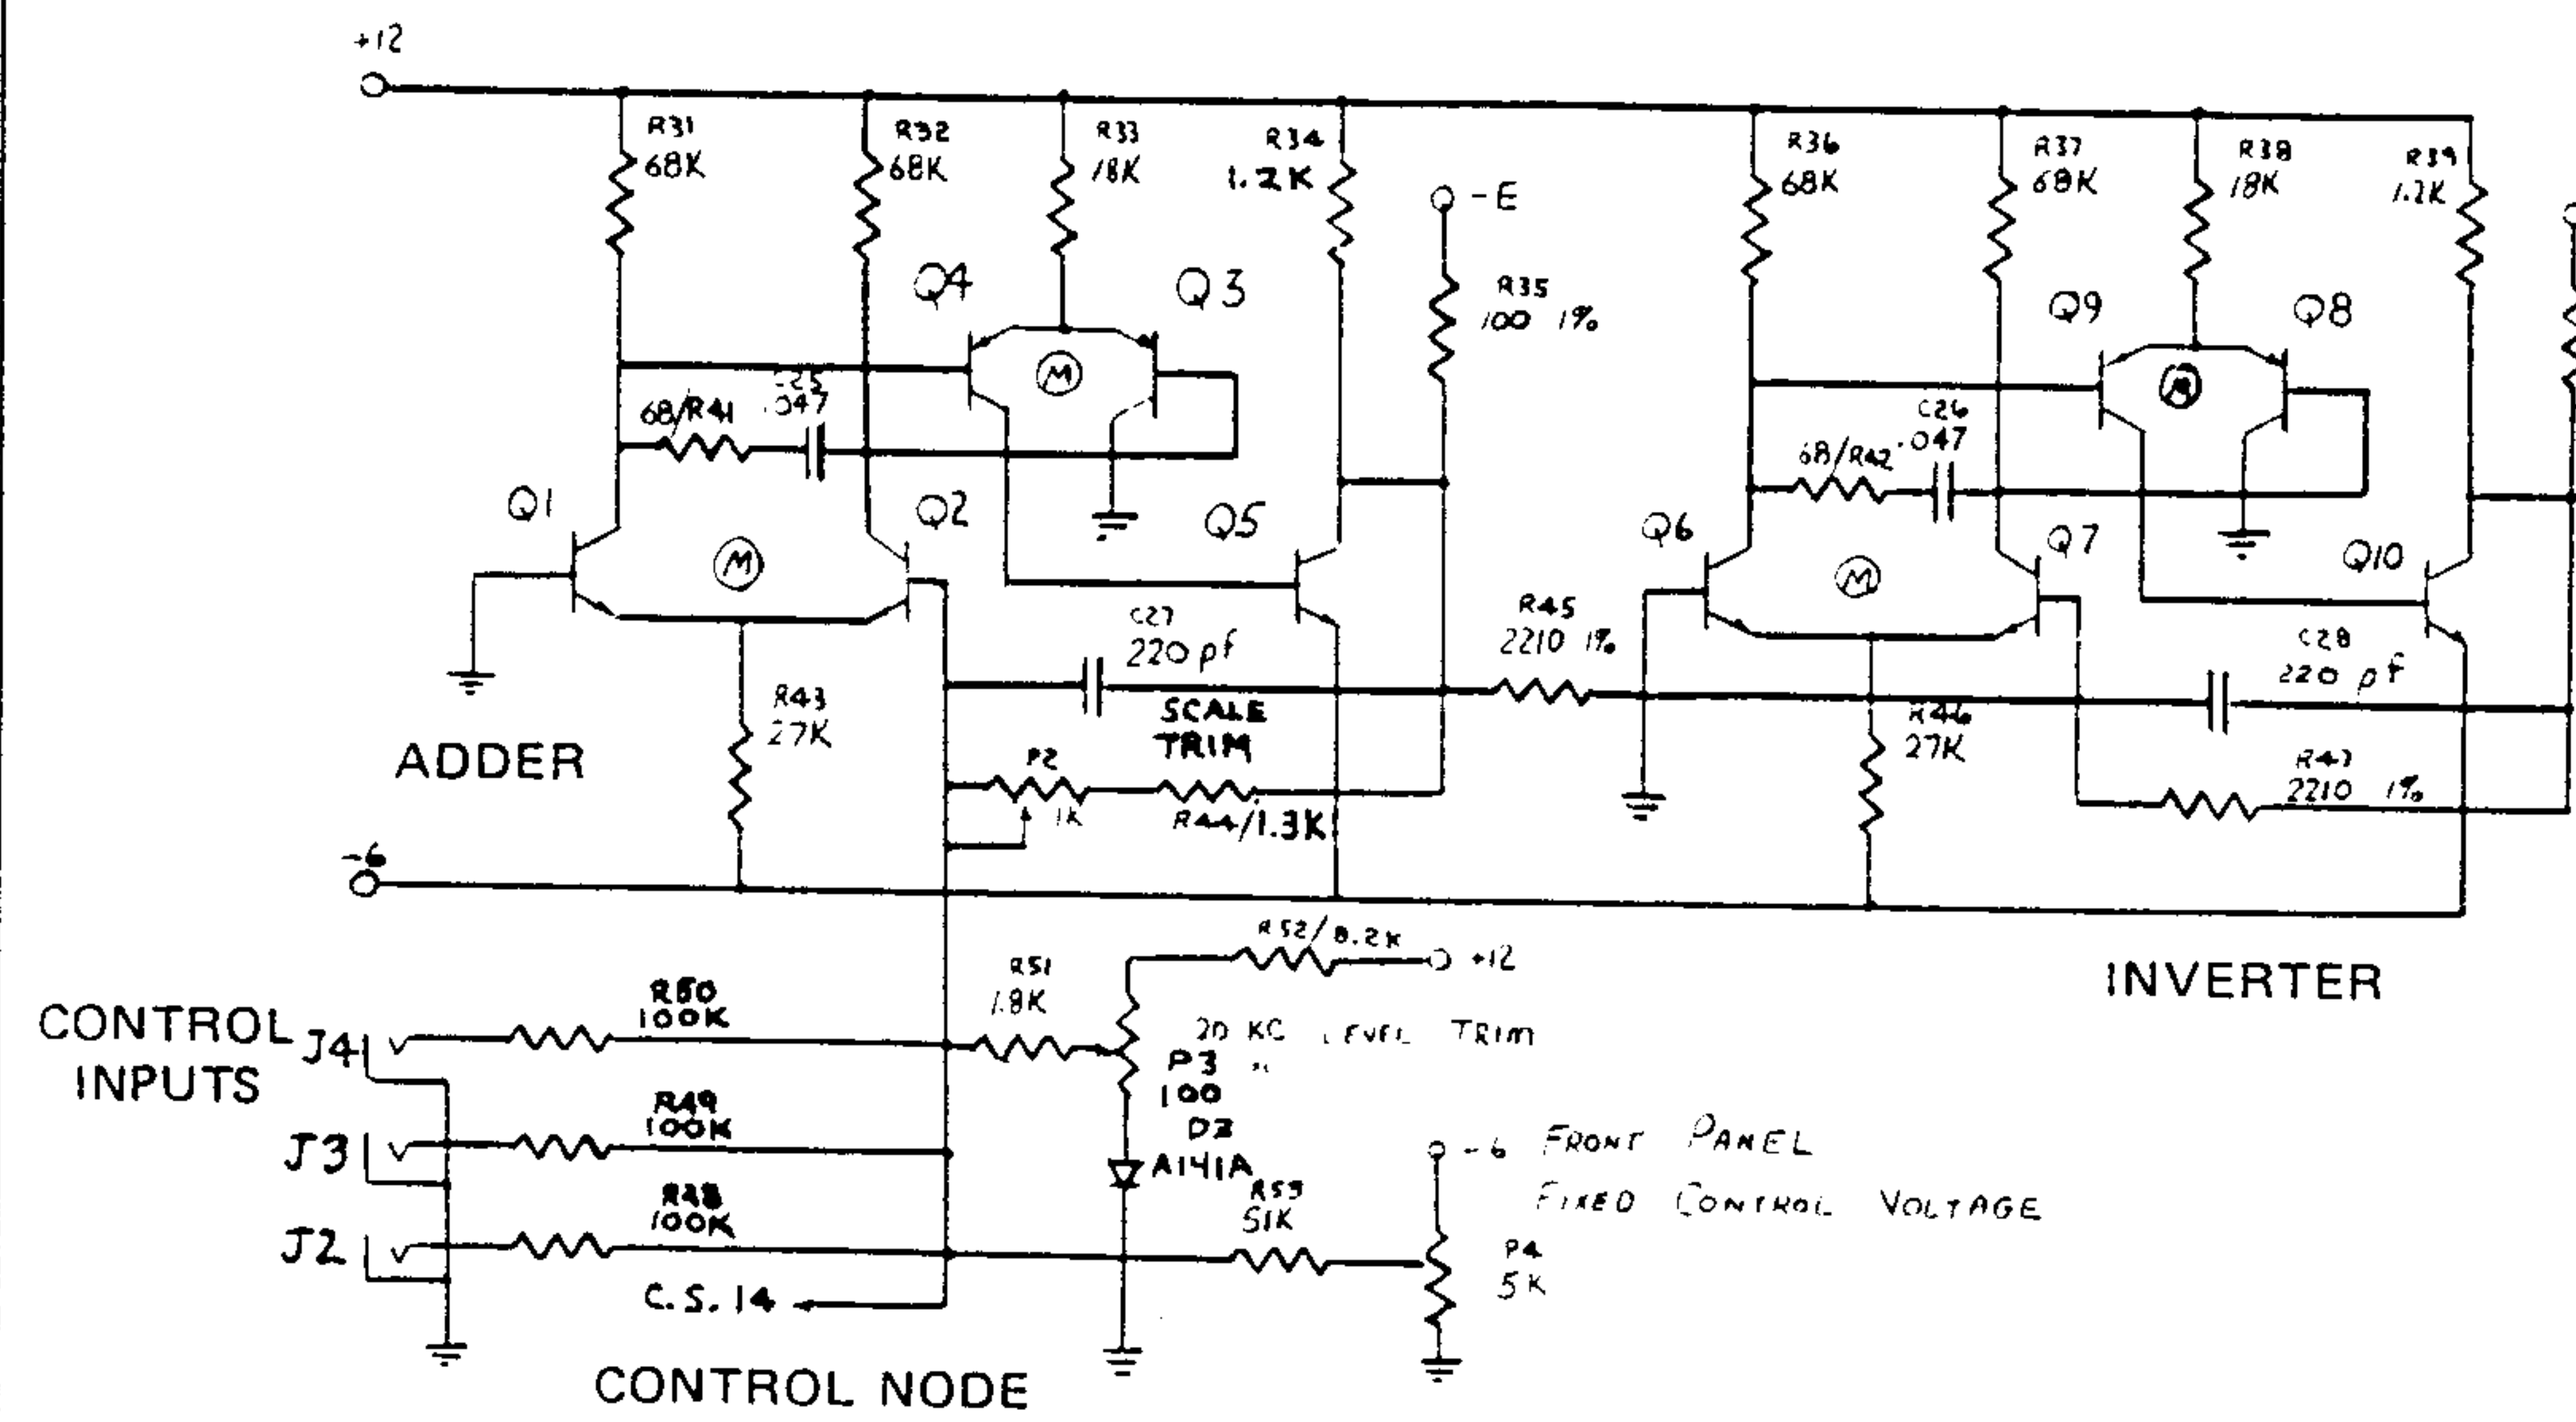 +12
R31
68K
R32
68K
R33
18K
R34
1.2K
-E
R35
100 1%
R36
68K
R37
68K
R38
18K
R39
1.2K
Q4
Q3
Q9
Q8
M
M
68/R41
C25
.047
68/R42
C26
.047
Q1
Q2
Q5
Q6
Q7
Q10
M
M
C27
220 pf
R45
2210 1%
C28
220 pf
R43
27K
SCALE
TRIM
P2
1K
R44/1.3K
R46
27K
R47
2210 1%
ADDER
-6
INVERTER
R52/8.2K
+12
R51
1.8K
20 KC LEVEL TRIM
P3
100
D2
A141A
CONTROL
INPUTS
J4
R50
100K
J3
R49
100K
J2
R48
100K
R53
51K
-6 FRONT PANEL
FIXED CONTROL VOLTAGE
P4
5K
C.S. 14
CONTROL NODE